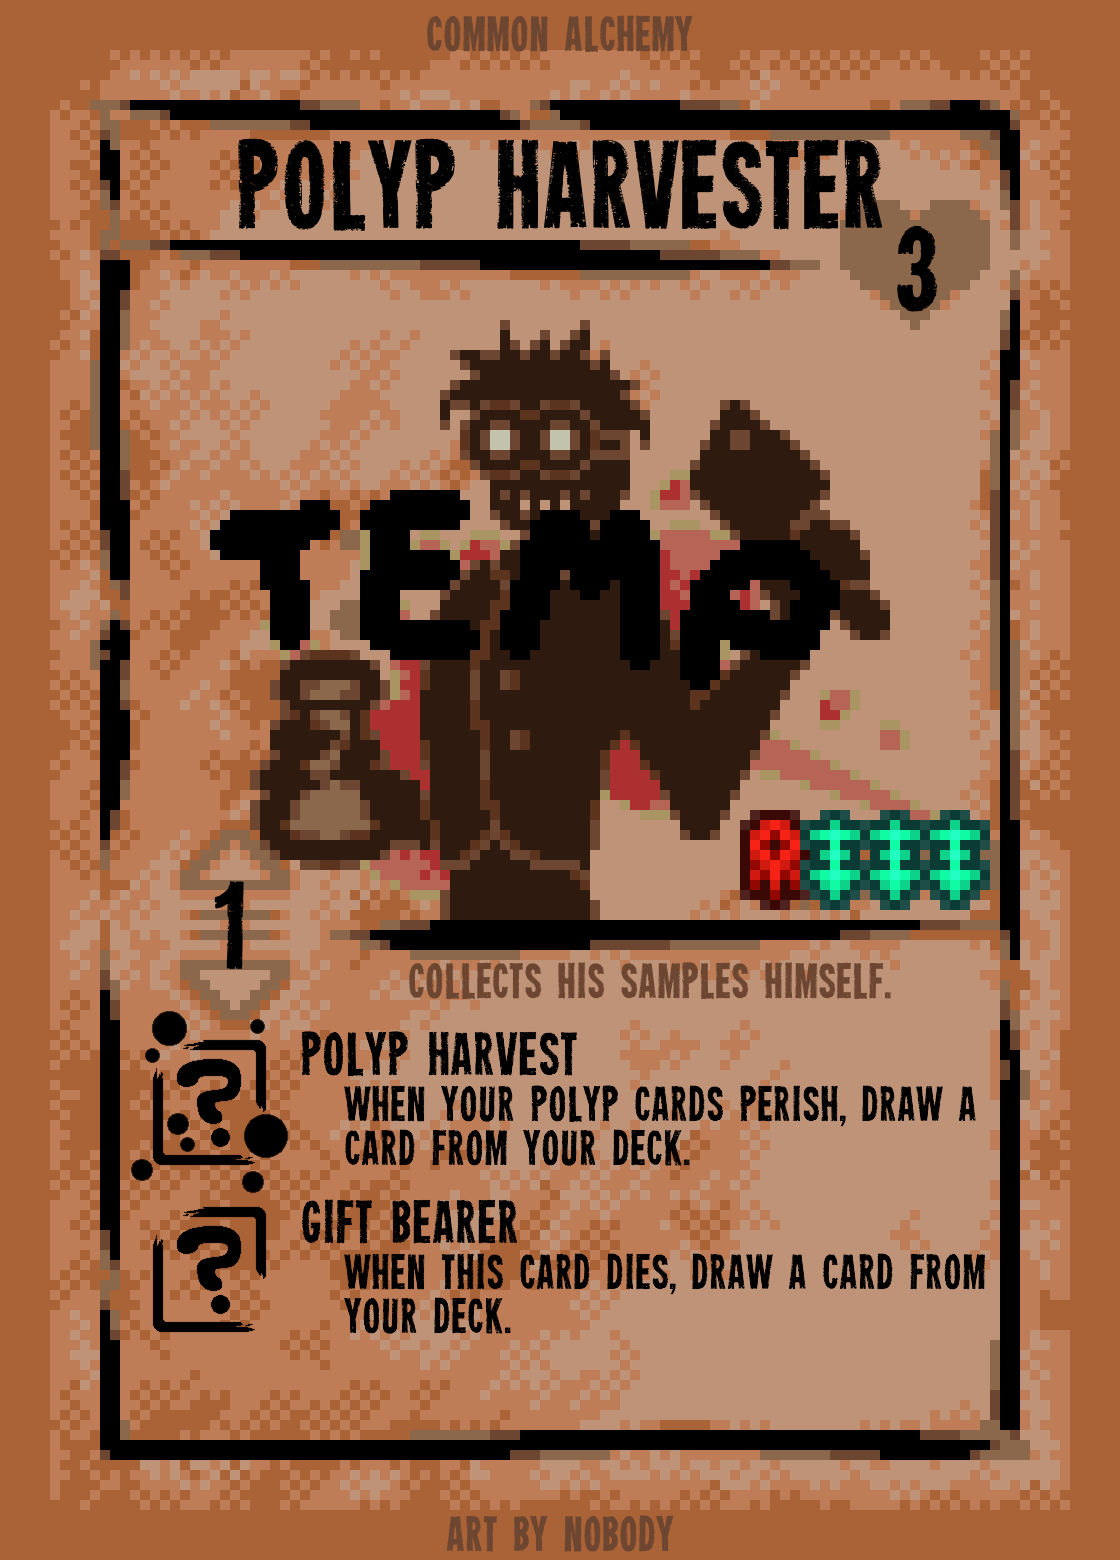 COMMON ALCHEMY
POLYP HARVESTER
3
TEMP
1
COLLECTS HIS SAMPLES HIMSELF.
?
POLYP HARVEST
WHEN YOUR POLYP CARDS PERISH, DRAW A
CARD FROM YOUR DECK.
?
GIFT BEARER
WHEN THIS CARD DIES, DRAW A CARD FROM
YOUR DECK.
ART BY NOBODY